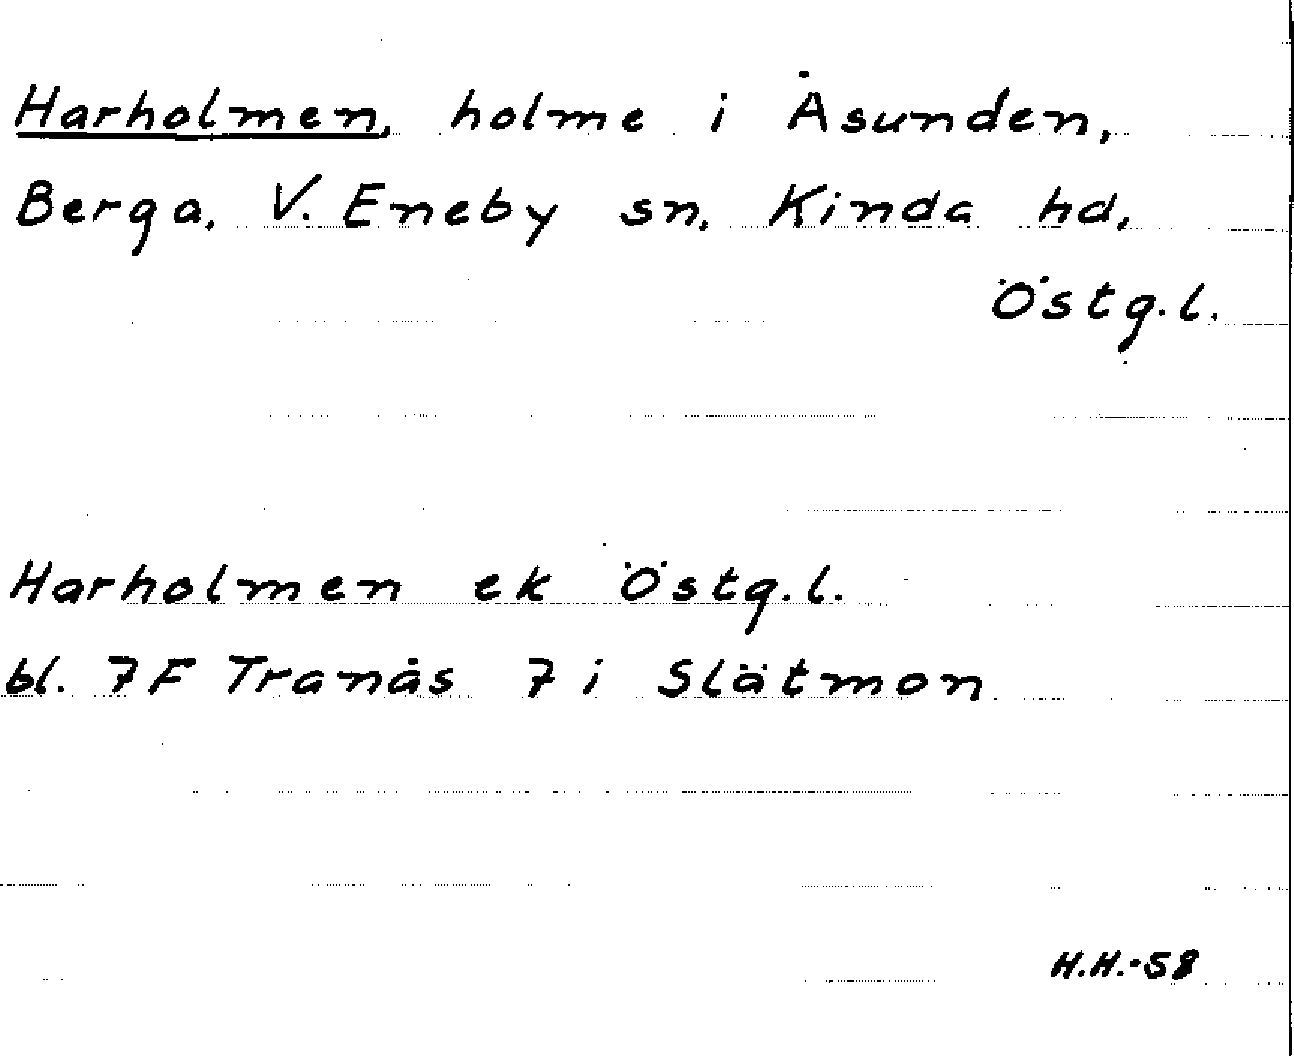 Harholmen, holme i Åsunden,
Berga, V. Eneby sn, Kinda hd,
Östg.l.
Harholmen ek Östg.l.
bl. 7F Tranås 7 i Slätmon
H.H.-58